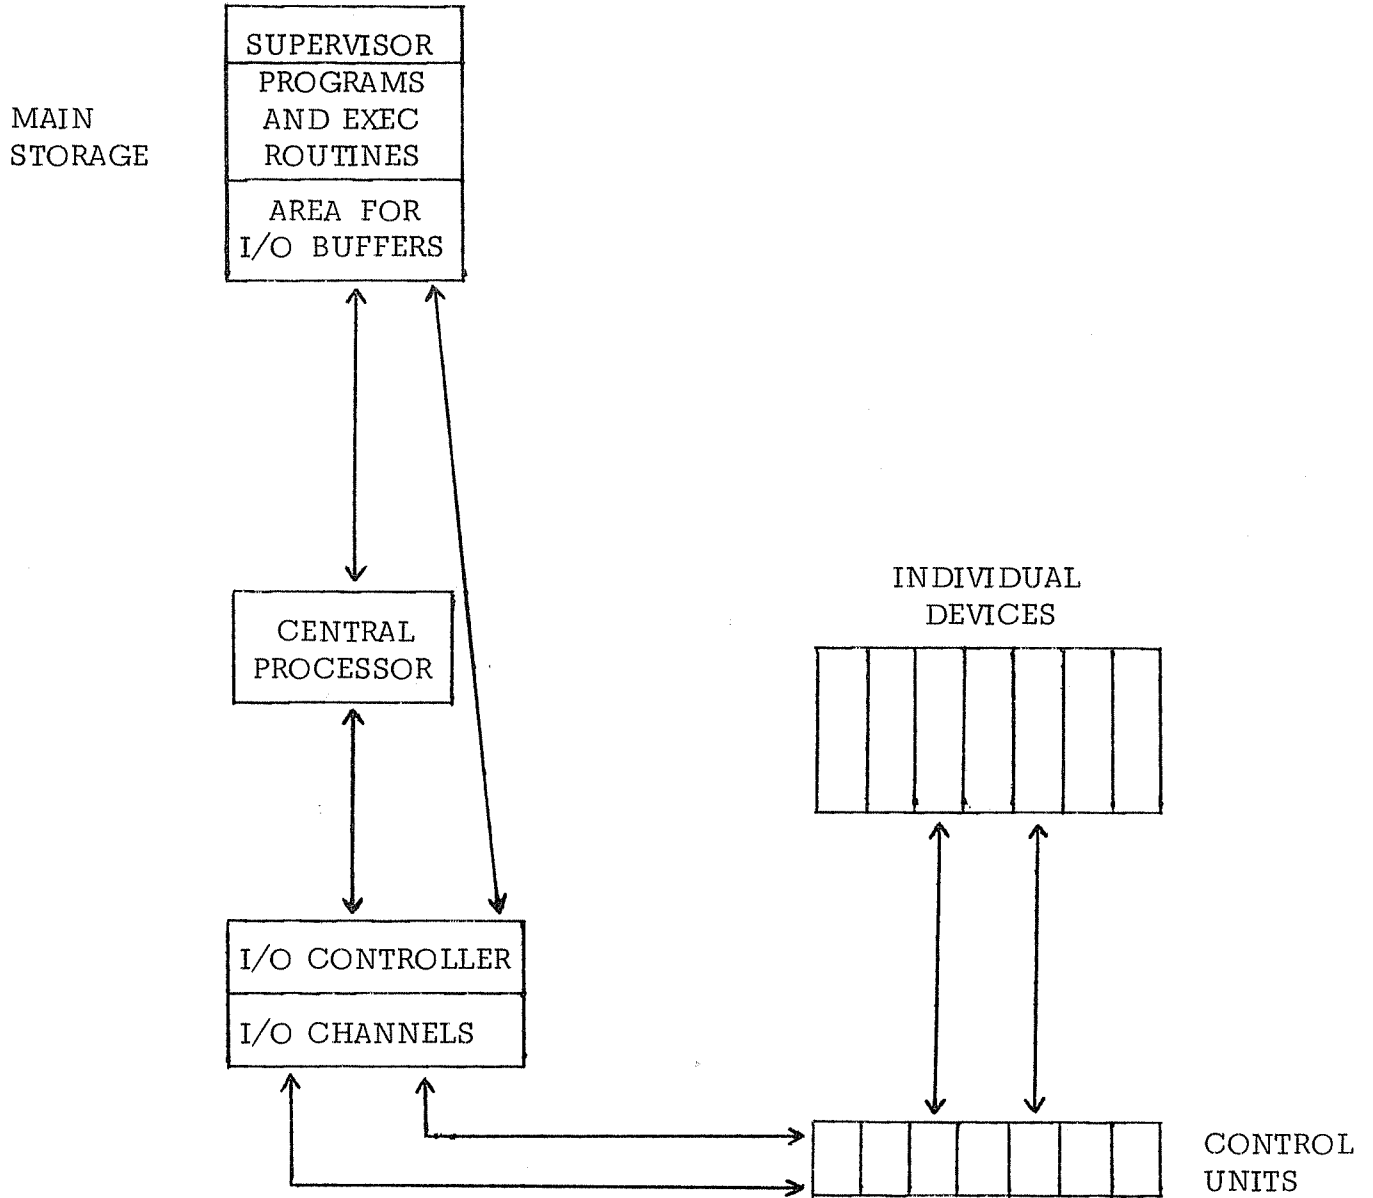 SUPERVISOR
PROGRAMS
AND EXEC
ROUTINES
MAIN
STORAGE
AREA FOR
I/O BUFFERS
CENTRAL
PROCESSOR
INDIVIDUAL
DEVICES
I/O CONTROLLER
I/O CHANNELS
CONTROL
UNITS